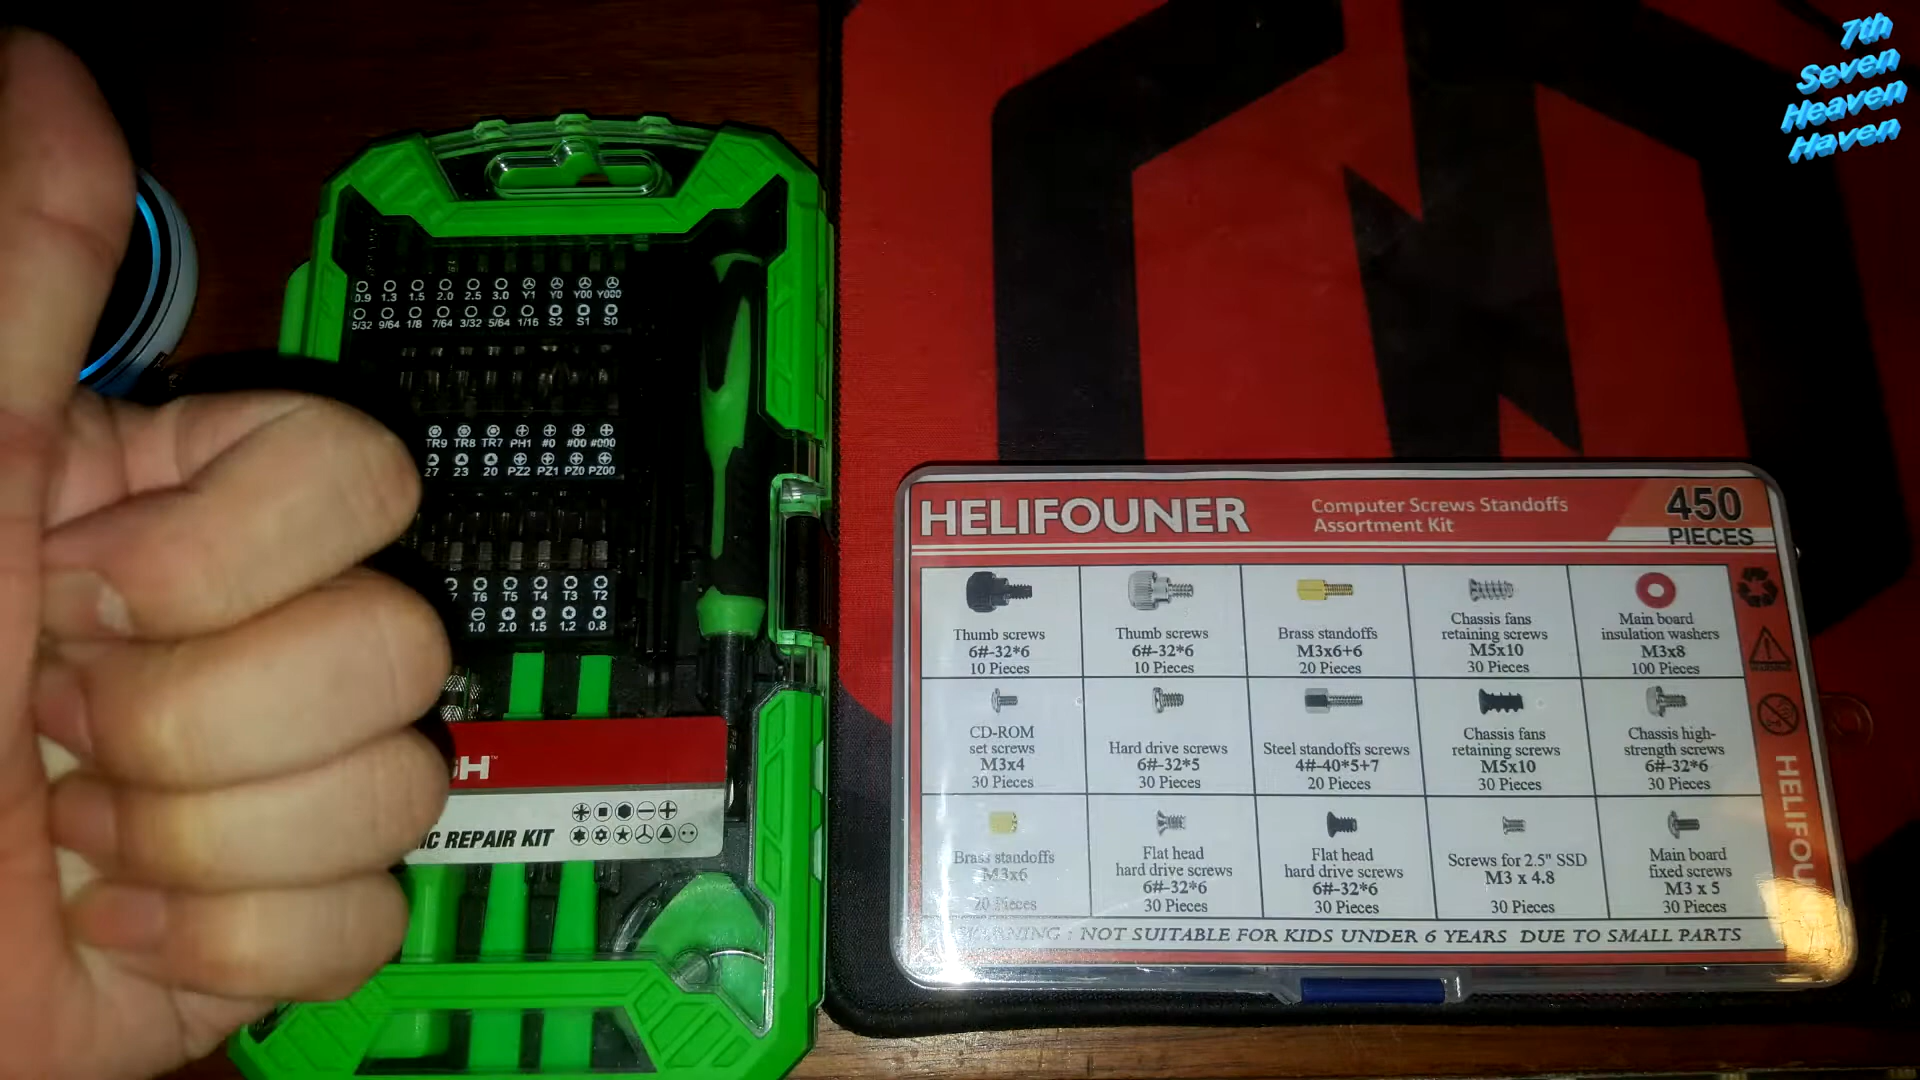 7th
Seven
Heaven
Haven
0.9 1.3 1.5 2.0 2.5 3.0 Y1 Y0 Y00 Y000
5/32 9/64 1/8 7/64 3/32 5/64 1/16 S2 S1 S0
TR9 TR8 TR7 PH1 #0 #00 #000
27 23 20 PZ2 PZ1 PZ0 PZ00
T6 T5 T4 T3 T2
1.0 2.0 1.5 1.2 0.8
REPAIR KIT
HELIFOUNER
Computer Screws Standoffs
Assortment Kit
450
PIECES
Thumb screws
6#-32*6
10 Pieces
Thumb screws
6#-32*6
10 Pieces
Brass standoffs
M3x6+6
20 Pieces
Chassis fans
retaining screws
M5x10
30 Pieces
Main board
insulation washers
M3x8
100 Pieces
CD-ROM
set screws
M3x4
30 Pieces
Hard drive screws
6#-32*5
30 Pieces
Steel standoffs screws
4#-40*5+7
20 Pieces
Chassis fans
retaining screws
M5x10
30 Pieces
Chassis high-
strength screws
6#-32*6
30 Pieces
Brass standoffs
M3x6
20 Pieces
Flat head
hard drive screws
6#-32*6
30 Pieces
Flat head
hard drive screws
6#-32*6
30 Pieces
Screws for 2.5" SSD
M3 x 4.8
30 Pieces
Main board
fixed screws
M3 x 5
30 Pieces
WARNING : NOT SUITABLE FOR KIDS UNDER 6 YEARS DUE TO SMALL PARTS
HELIFOU